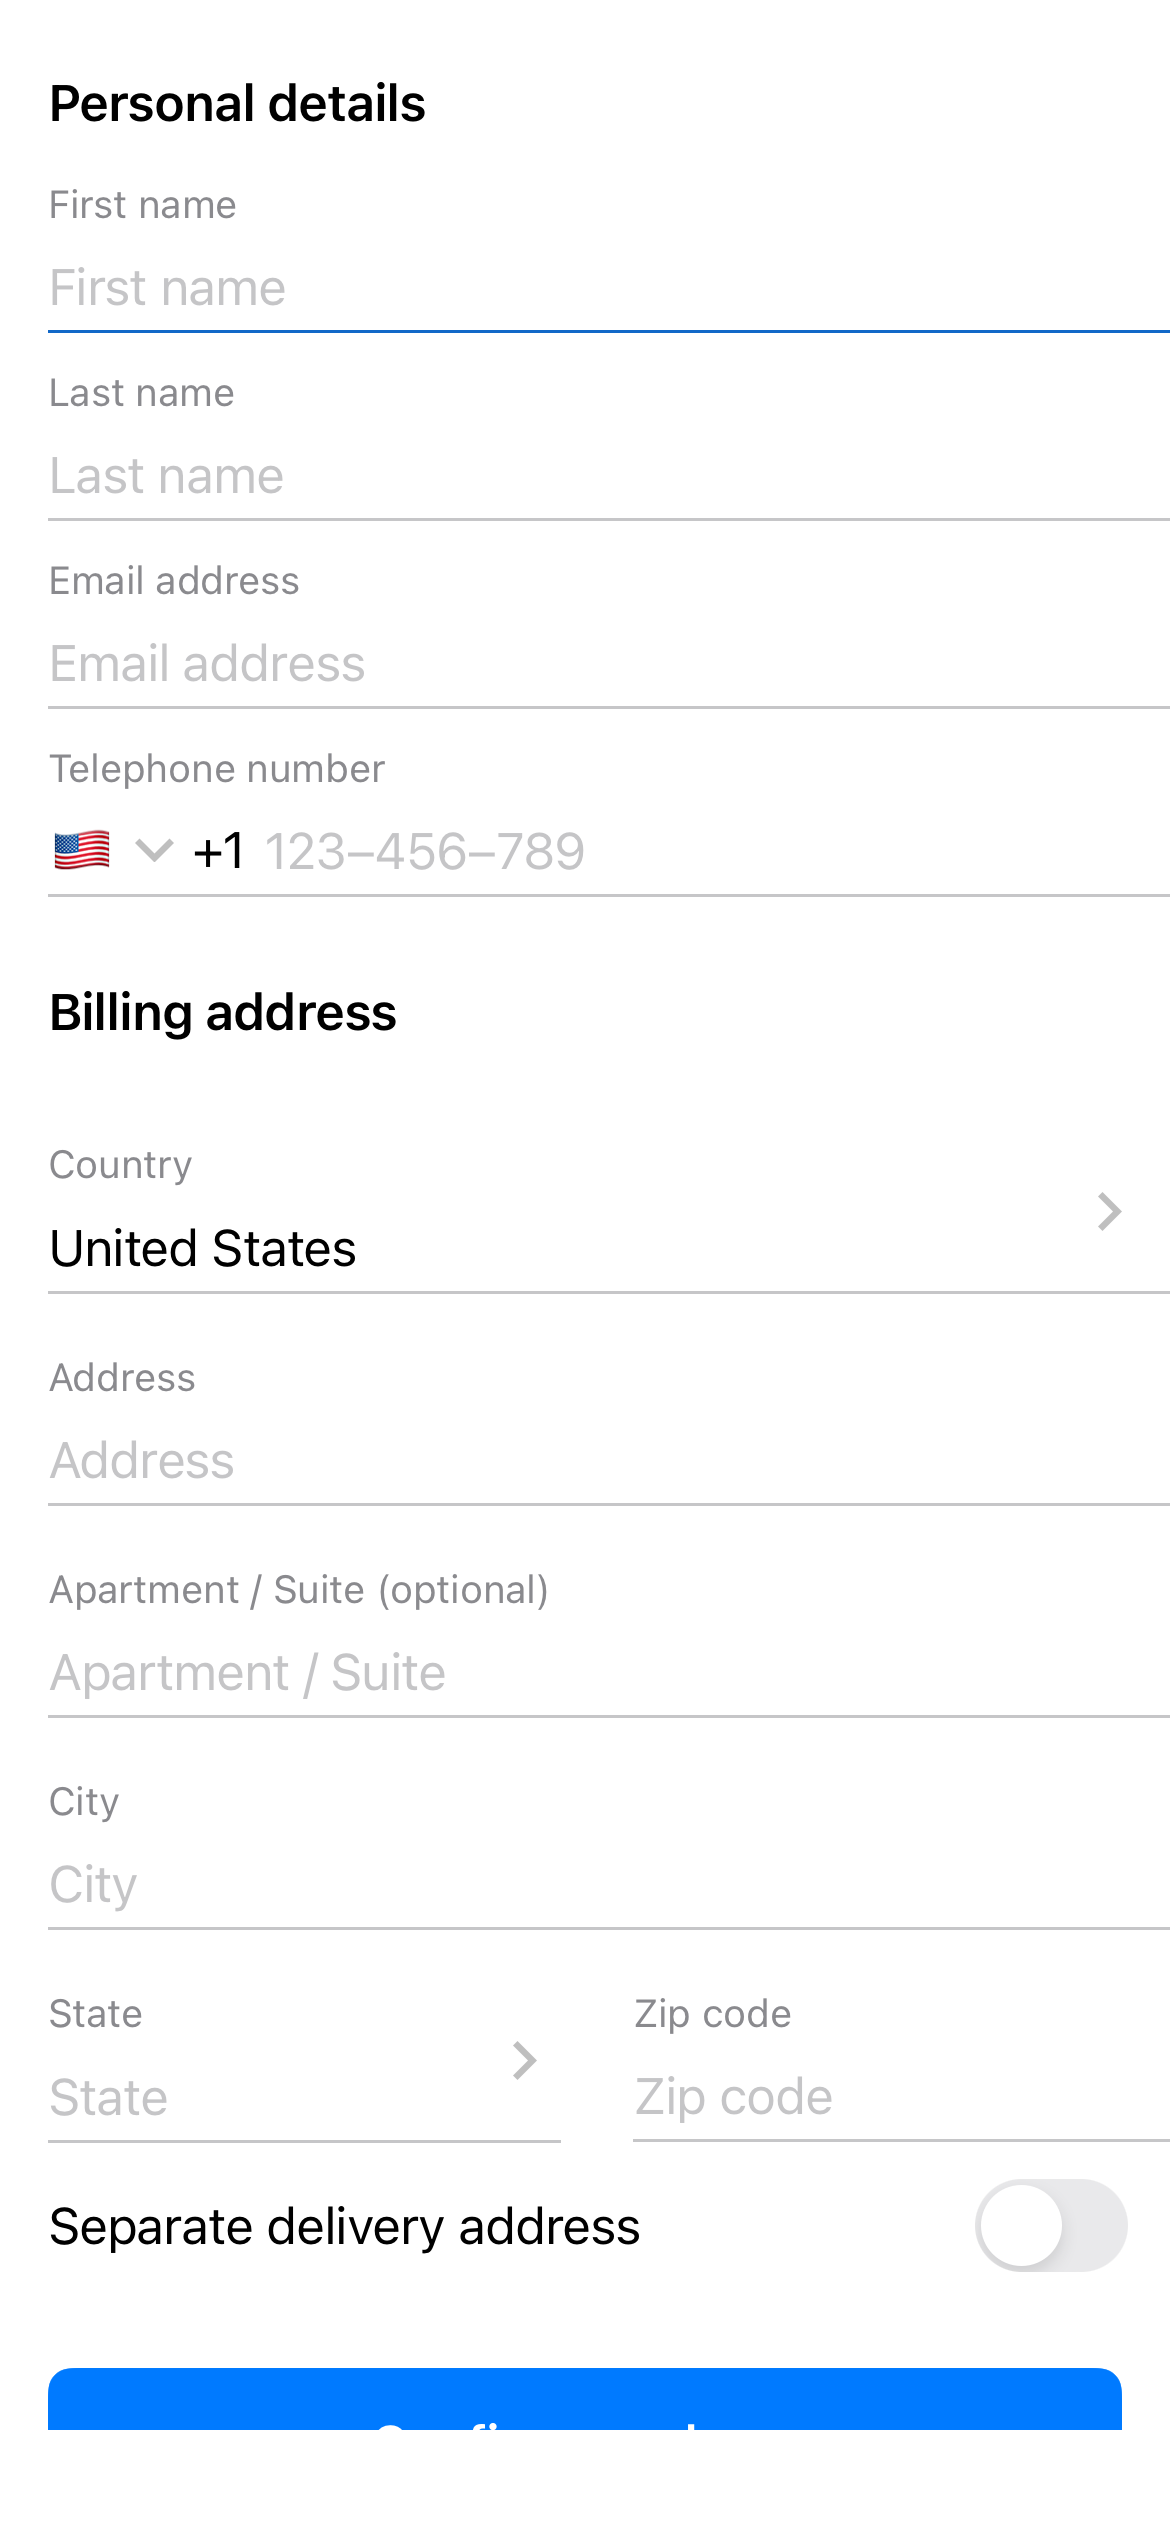 Personal details
First name
First name
Last name
Last name
Email address
Email address
Telephone number
+1 123–456–789
Billing address
Country
United States
Address
Address
Apartment / Suite (optional)
Apartment / Suite
City
City
State Zip code
State Zip code
Separate delivery address